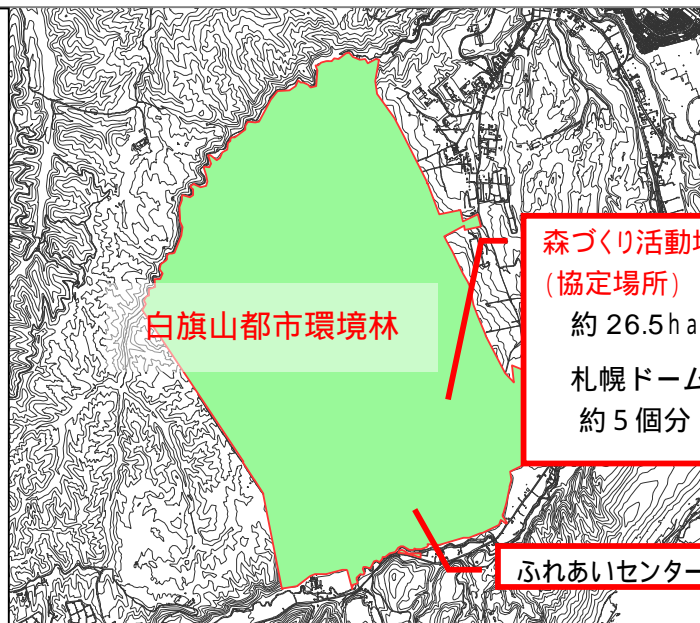 白旗山都市環境林
森づくり活動場
(協定場所)
約 26.5ha
札幌ドーム
約5個分
ふれあいセンター